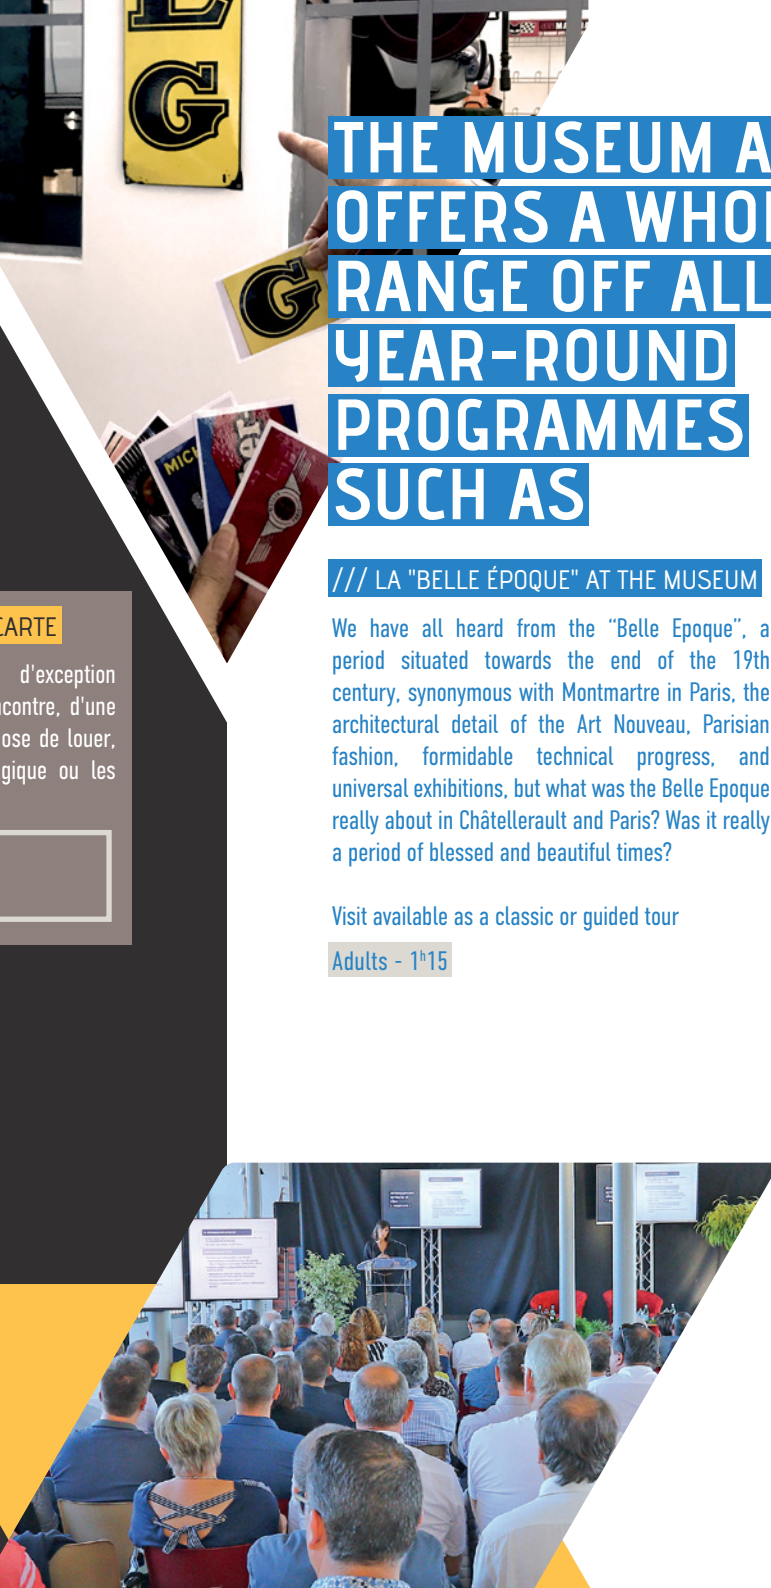 G
G
THE MUSEUM A
OFFERS A WHOL
RANGE OFF ALL
YEAR-ROUND
PROGRAMMES
SUCH AS
MICH
/// LA "BELLE ÉPOQUE" AT THE MUSEUM
We have all heard from the “Belle Epoque”, a
period situated towards the end of the 19th
century, synonymous with Montmartre in Paris, the
architectural detail of the Art Nouveau, Parisian
fashion, formidable technical progress, and
universal exhibitions, but what was the Belle Epoque
really about in Châtellerault and Paris? Was it really
a period of blessed and beautiful times?
Visit available as a classic or guided tour
Adults - 1h15
CARTE
d'exception
ncontre, d'une
ose de louer,
gique ou les